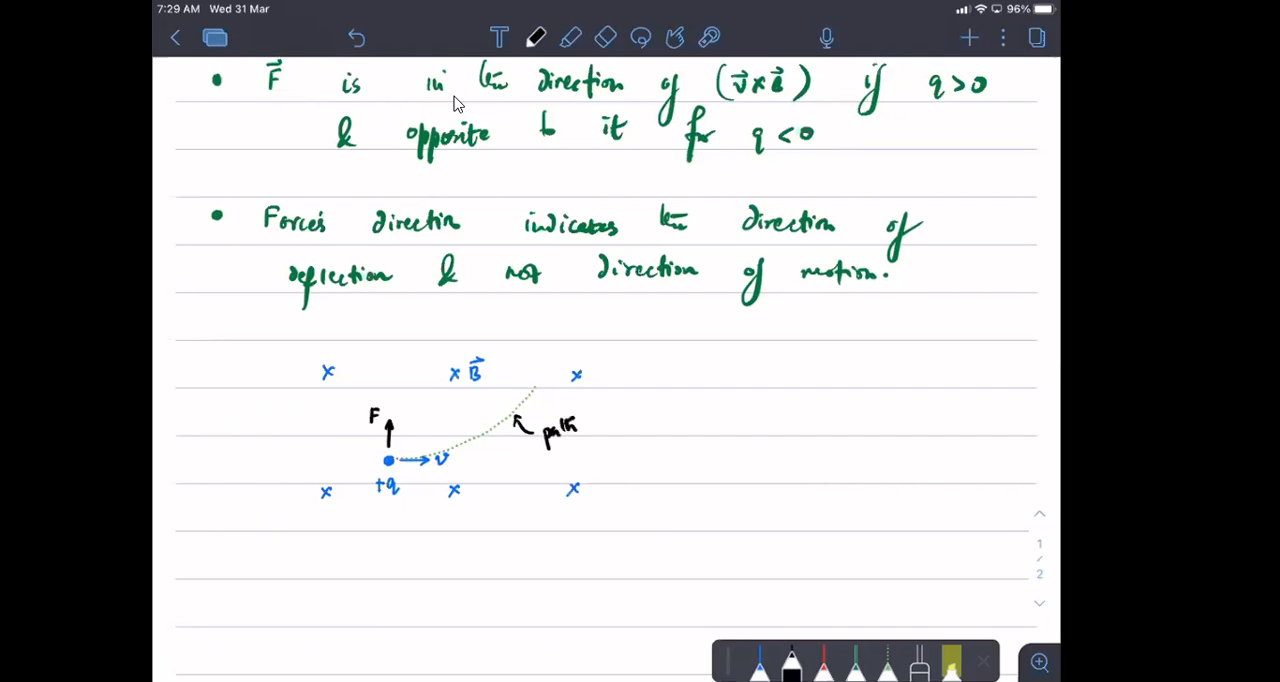 7:29 AM Wed 31 Mar
96%
T
• F⃗ is in the direction of (v⃗ x B⃗) if q > 0
& opposite to it for q < 0
• Force's direction indicates the direction of
deflection & not direction of motion.
x x B⃗ x
F
path
v
+q
x x x
1
/
2